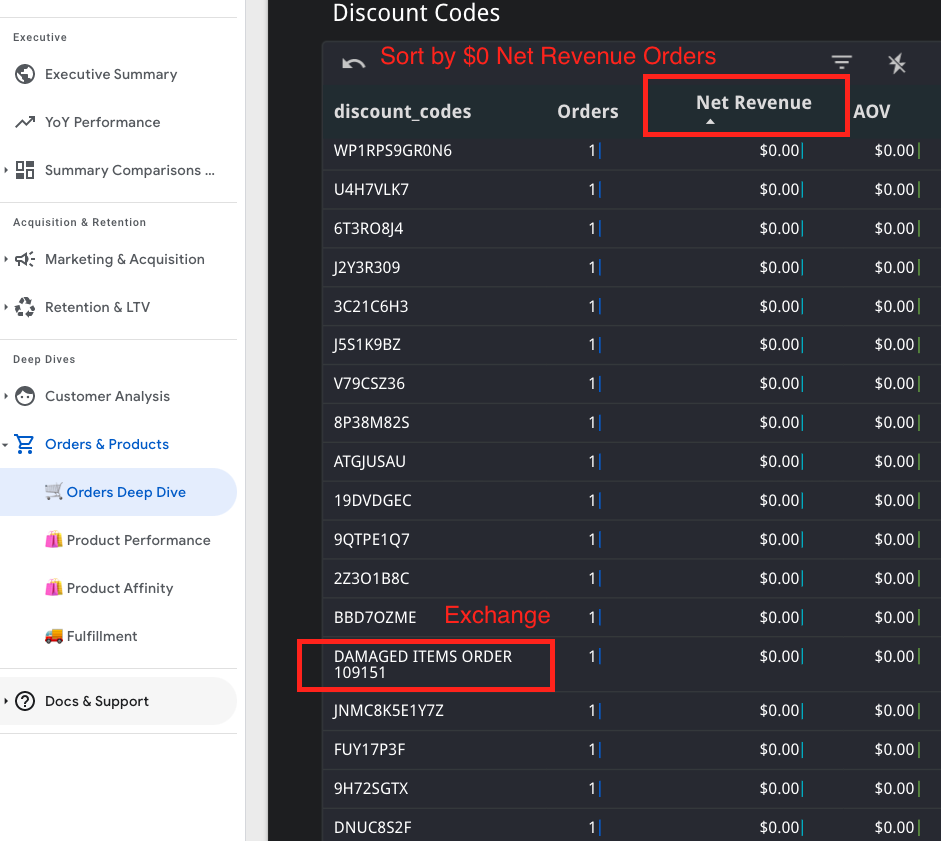 Executive
Executive Summary
YoY Performance
Summary Comparisons ...
Acquisition & Retention
Marketing & Acquisition
Retention & LTV
Deep Dives
Customer Analysis
Orders & Products
Orders Deep Dive
Product Performance
Product Affinity
Fulfillment
Docs & Support
Discount Codes
Sort by $0 Net Revenue Orders
discount_codes Orders Net Revenue AOV
WP1RPS9GR0N6 1 $0.00 $0.00
U4H7VLK7 1 $0.00 $0.00
6T3RO8J4 1 $0.00 $0.00
J2Y3R309 1 $0.00 $0.00
3C21C6H3 1 $0.00 $0.00
J5S1K9BZ 1 $0.00 $0.00
V79CSZ36 1 $0.00 $0.00
8P38M82S 1 $0.00 $0.00
ATGJUSAU 1 $0.00 $0.00
19DVDGEC 1 $0.00 $0.00
9QTPE1Q7 1 $0.00 $0.00
2Z3O1B8C 1 $0.00 $0.00
BBD7OZME Exchange 1 $0.00 $0.00
DAMAGED ITEMS ORDER 1 $0.00 $0.00
109151
JNMC8K5E1Y7Z 1 $0.00 $0.00
FUY17P3F 1 $0.00 $0.00
9H72SGTX 1 $0.00 $0.00
DNUC8S2F 1 $0.00 $0.00